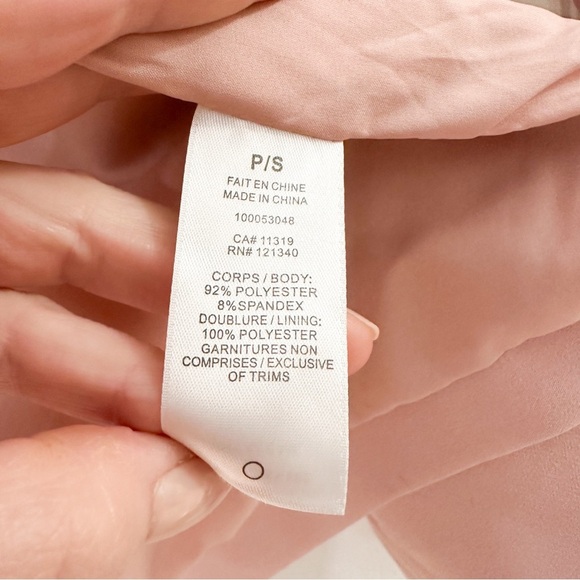 P/S
FAIT EN CHINE
MADE IN CHINA
100053048
CA# 11319
RN# 121340
CORPS / BODY:
92% POLYESTER
8%SPANDEX
DOUBLURE / LINING:
100% POLYESTER
GARNITURES NON
COMPRISES / EXCLUSIVE
OF TRIMS